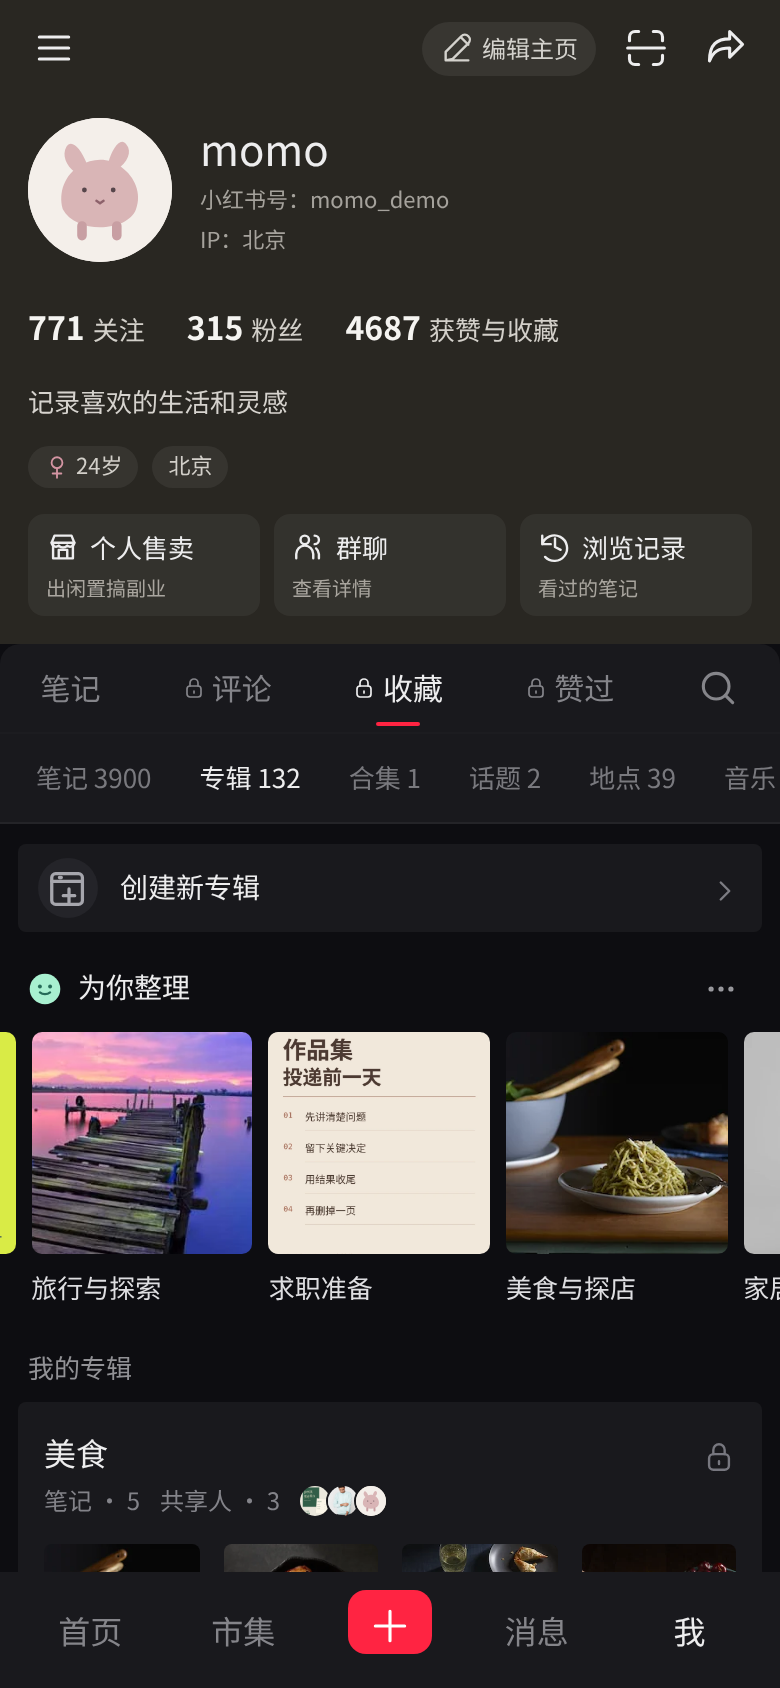 编辑主页
momo
小红书号：momo_demo
IP：北京
771 关注 315 粉丝 4687 获赞与收藏
记录喜欢的生活和灵感
24岁 北京
个人售卖 群聊 浏览记录
出闲置搞副业 查看详情 看过的笔记
笔记 评论 收藏 赞过
笔记 3900 专辑 132 合集 1 话题 2 地点 39 音乐
创建新专辑
为你整理
作品集
投递前一天
01 先讲清楚问题
02 留下关键决定
03 用结果收尾
04 再删掉一页
旅行与探索 求职准备 美食与探店 家居
我的专辑
美食
笔记 · 5 共享人 · 3
首页 市集 消息 我